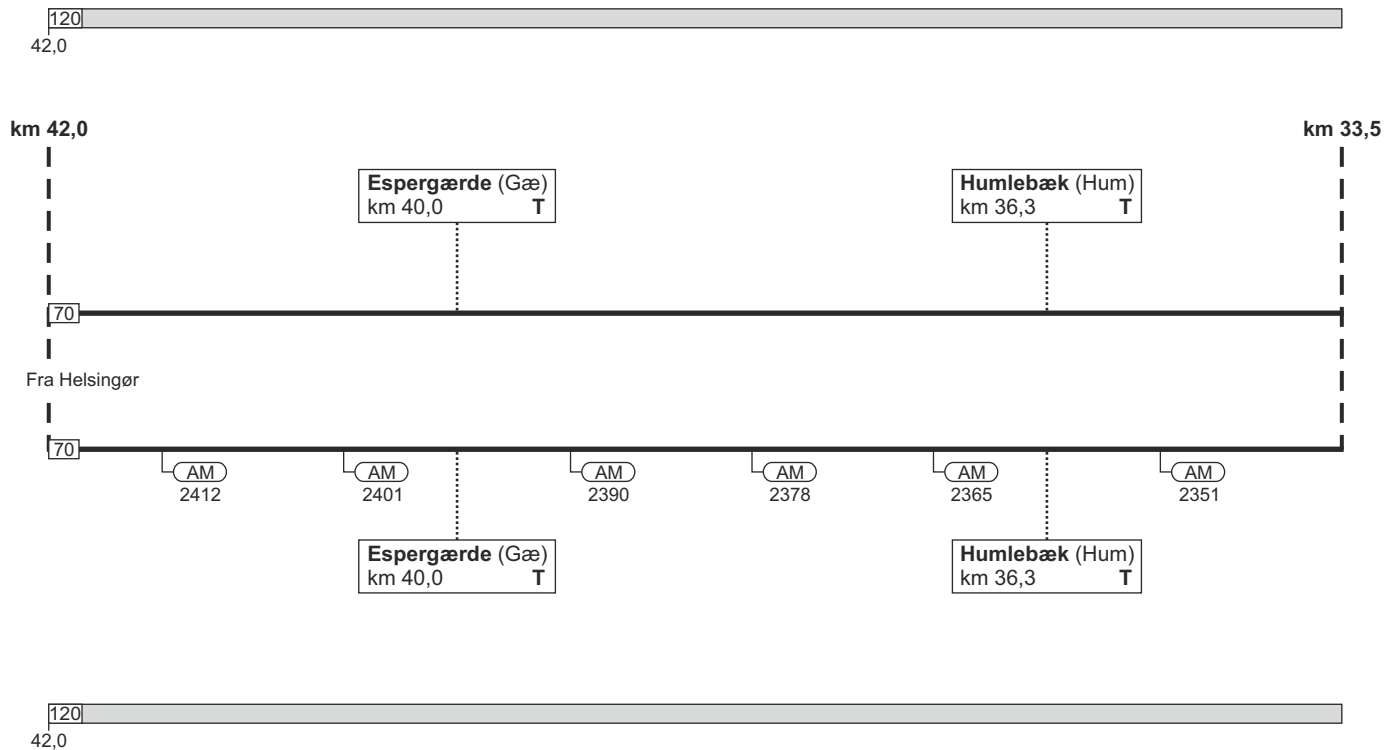 120
42,0
km 42,0
km 33,5
Espergærde (Gæ)
km 40,0 T
Humlebæk (Hum)
km 36,3 T
70
Fra Helsingør
70
AM
2412
AM
2401
AM
2390
AM
2378
AM
2365
AM
2351
Espergærde (Gæ)
km 40,0 T
Humlebæk (Hum)
km 36,3 T
120
42,0